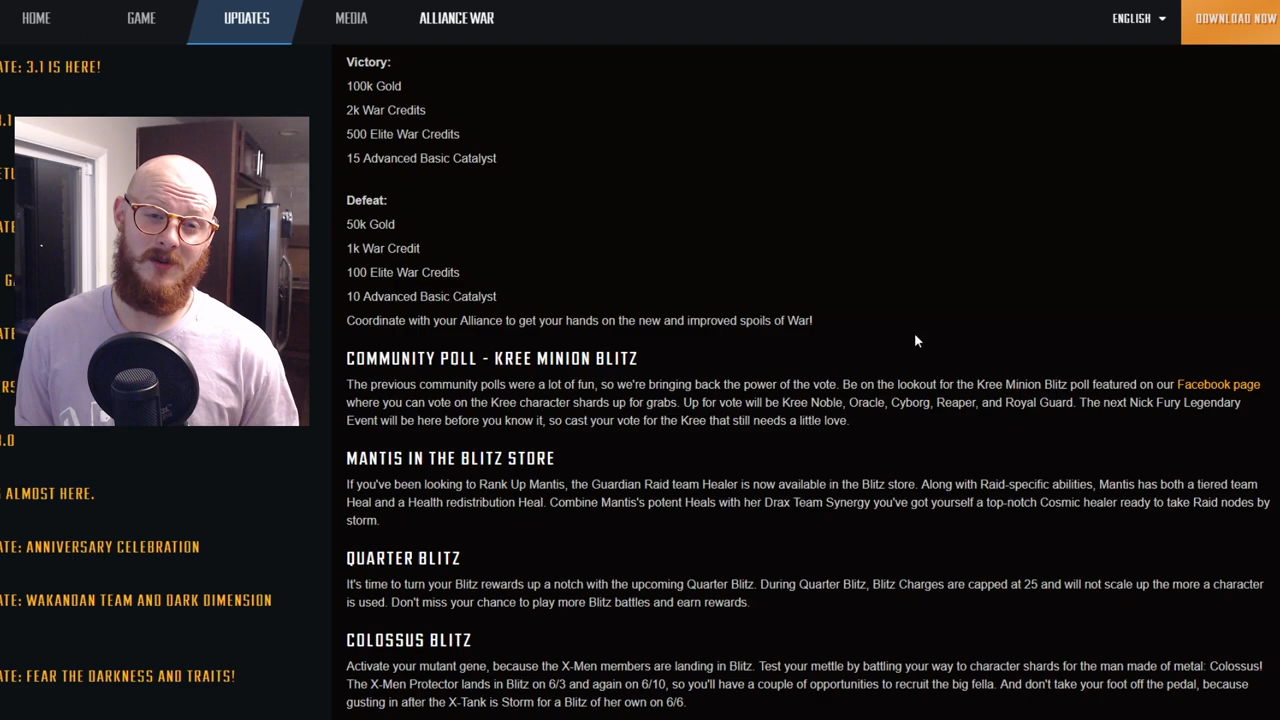 HOME GAME UPDATES MEDIA ALLIANCE WAR ENGLISH DOWNLOAD NOW
ATE: 3.1 IS HERE!
ALMOST HERE.
ATE: ANNIVERSARY CELEBRATION
ATE: WAKANDAN TEAM AND DARK DIMENSION
ATE: FEAR THE DARKNESS AND TRAITS!
Victory:
100k Gold
2k War Credits
500 Elite War Credits
15 Advanced Basic Catalyst
Defeat:
50k Gold
1k War Credit
100 Elite War Credits
10 Advanced Basic Catalyst
Coordinate with your Alliance to get your hands on the new and improved spoils of War!
COMMUNITY POLL - KREE MINION BLITZ
The previous community polls were a lot of fun, so we're bringing back the power of the vote. Be on the lookout for the Kree Minion Blitz poll featured on our Facebook page
where you can vote on the Kree character shards up for grabs. Up for vote will be Kree Noble, Oracle, Cyborg, Reaper, and Royal Guard. The next Nick Fury Legendary
Event will be here before you know it, so cast your vote for the Kree that still needs a little love.
MANTIS IN THE BLITZ STORE
If you've been looking to Rank Up Mantis, the Guardian Raid team Healer is now available in the Blitz store. Along with Raid-specific abilities, Mantis has both a tiered team
Heal and a Health redistribution Heal. Combine Mantis's potent Heals with her Drax Team Synergy you've got yourself a top-notch Cosmic healer ready to take Raid nodes by
storm.
QUARTER BLITZ
It's time to turn your Blitz rewards up a notch with the upcoming Quarter Blitz. During Quarter Blitz, Blitz Charges are capped at 25 and will not scale up the more a character
is used. Don't miss your chance to play more Blitz battles and earn rewards.
COLOSSUS BLITZ
Activate your mutant gene, because the X-Men members are landing in Blitz. Test your mettle by battling your way to character shards for the man made of metal: Colossus!
The X-Men Protector lands in Blitz on 6/3 and again on 6/10, so you'll have a couple of opportunities to recruit the big fella. And don't take your foot off the pedal, because
gusting in after the X-Tank is Storm for a Blitz of her own on 6/6.